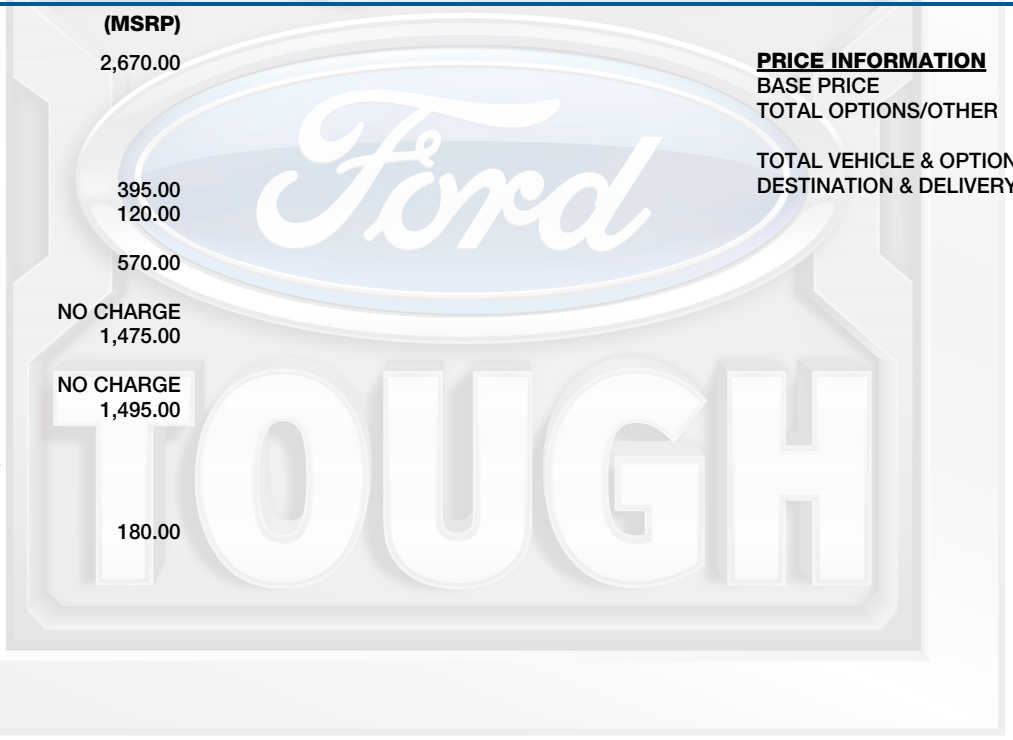 (MSRP)
2,670.00
395.00
120.00
570.00
NO CHARGE
1,475.00
NO CHARGE
1,495.00
180.00
PRICE INFORMATION
BASE PRICE
TOTAL OPTIONS/OTHER
TOTAL VEHICLE & OPTION
DESTINATION & DELIVERY
Ford
TOUGH